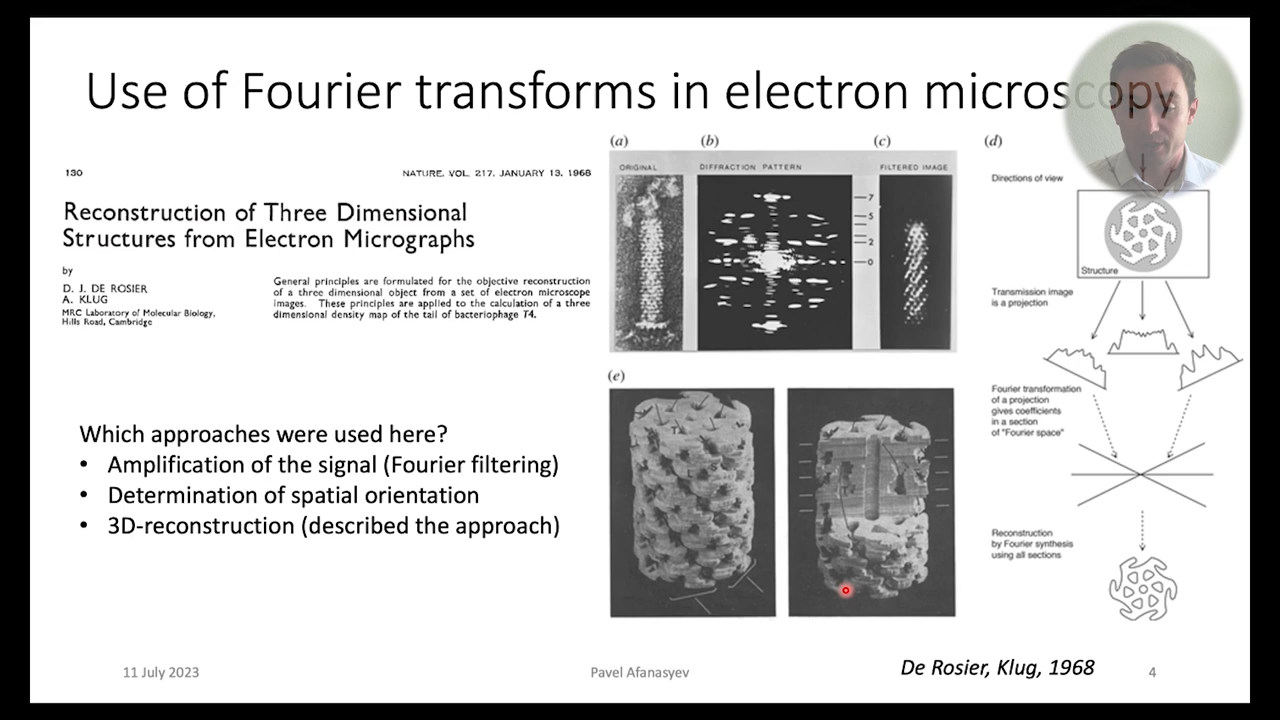 Use of Fourier transforms in electron microscopy
130
NATURE. VOL. 217. JANUARY 13. 1968
Reconstruction of Three Dimensional
Structures from Electron Micrographs
by
D. J. DE ROSIER
A. KLUG
MRC Laboratory of Molecular Biology,
Hills Road, Cambridge
General principles are formulated for the objective reconstruction
of a three dimensional object from a set of electron microscope
images. These principles are applied to the calculation of a three
dimensional density map of the tail of bacteriophage T4.
Which approaches were used here?
• Amplification of the signal (Fourier filtering)
• Determination of spatial orientation
• 3D-reconstruction (described the approach)
(a)
(b)
(c)
(d)
ORIGINAL
DIFFRACTION PATTERN
FILTERED IMAGE
7
5
2
0
(e)
Directions of view
Structure
Transmission image
is a projection
Fourier transformation
of a projection
gives coefficients
in a section
of "Fourier space"
Reconstruction
by Fourier synthesis
using all sections
De Rosier, Klug, 1968
11 July 2023
Pavel Afanasyev
4